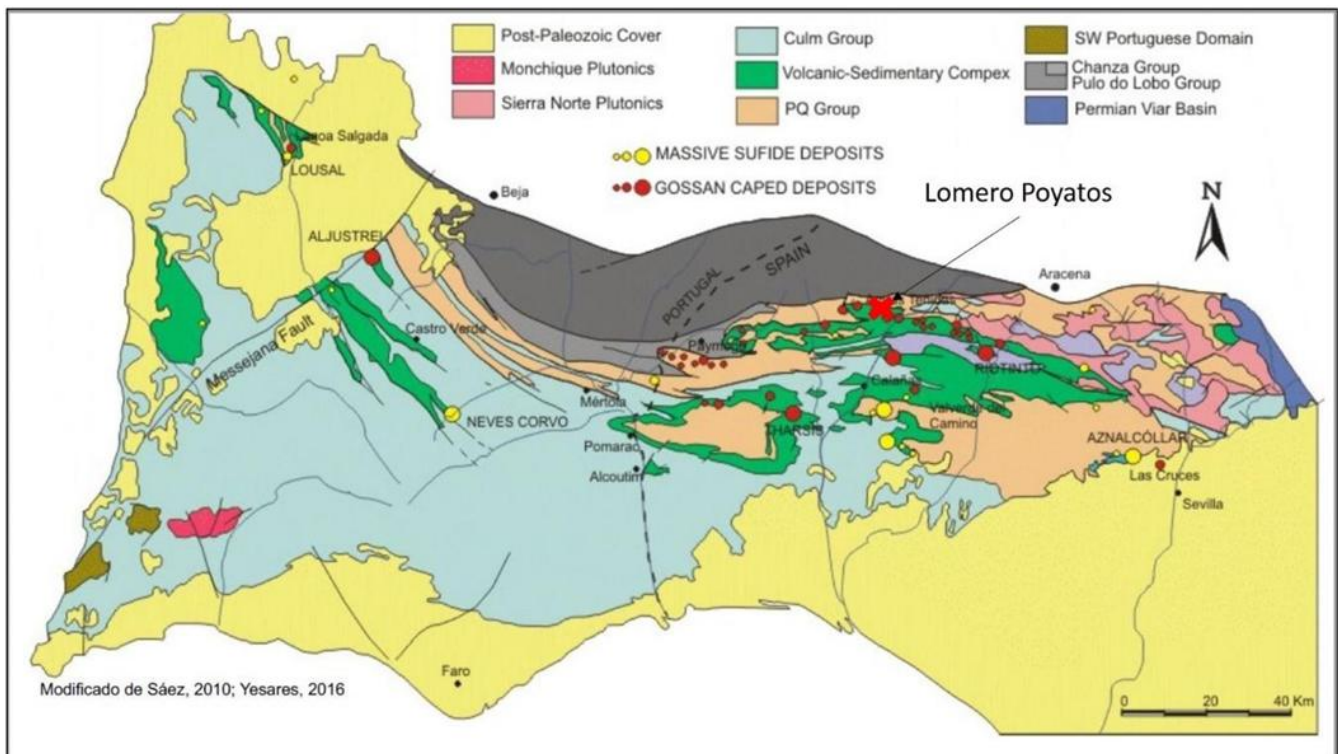 Post-Paleozoic Cover
Monchique Plutonics
Sierra Norte Plutonics
Culm Group
Volcanic-Sedimentary Compex
PQ Group
SW Portuguese Domain
Chanza Group
Pulo do Lobo Group
Permian Viar Basin
MASSIVE SUFIDE DEPOSITS
GOSSAN CAPED DEPOSITS
Lomero Poyatos
N
Salgada
LOUSAL
Beja
ALJUSTREL
PORTUGAL
SPAIN
Aracena
Messejana Fault
Castro Verde
Paymogo
RIOTINTO
Calañas
Mértola
NEVES CORVO
THARSIS
Valverde del
Camino
Pomarao
AZNALCÓLLAR
Alcoutim
Las Cruces
Sevilla
Faro
Modificado de Sáez, 2010; Yesares, 2016
0 20 40 Km